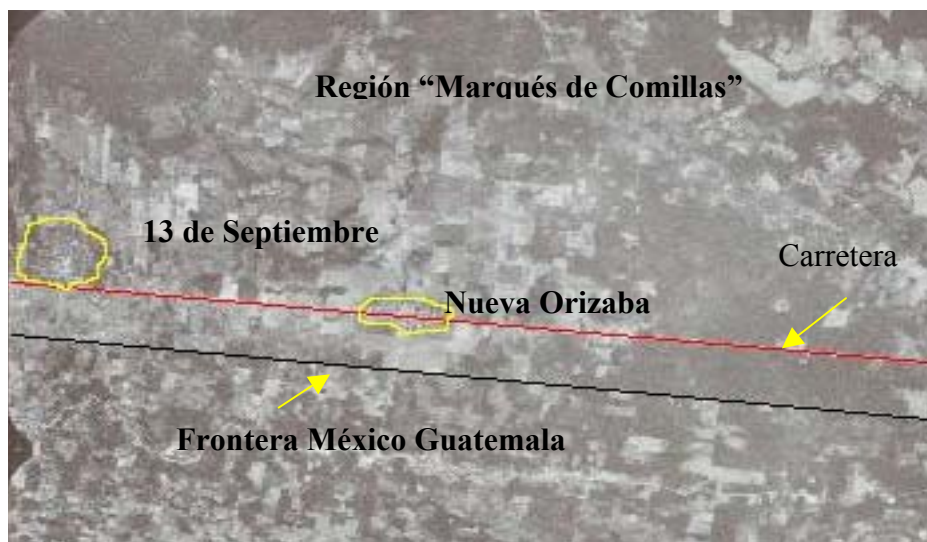 Región “Marqués de Comillas”
13 de Septiembre
Carretera
Nueva Orizaba
Frontera México Guatemala